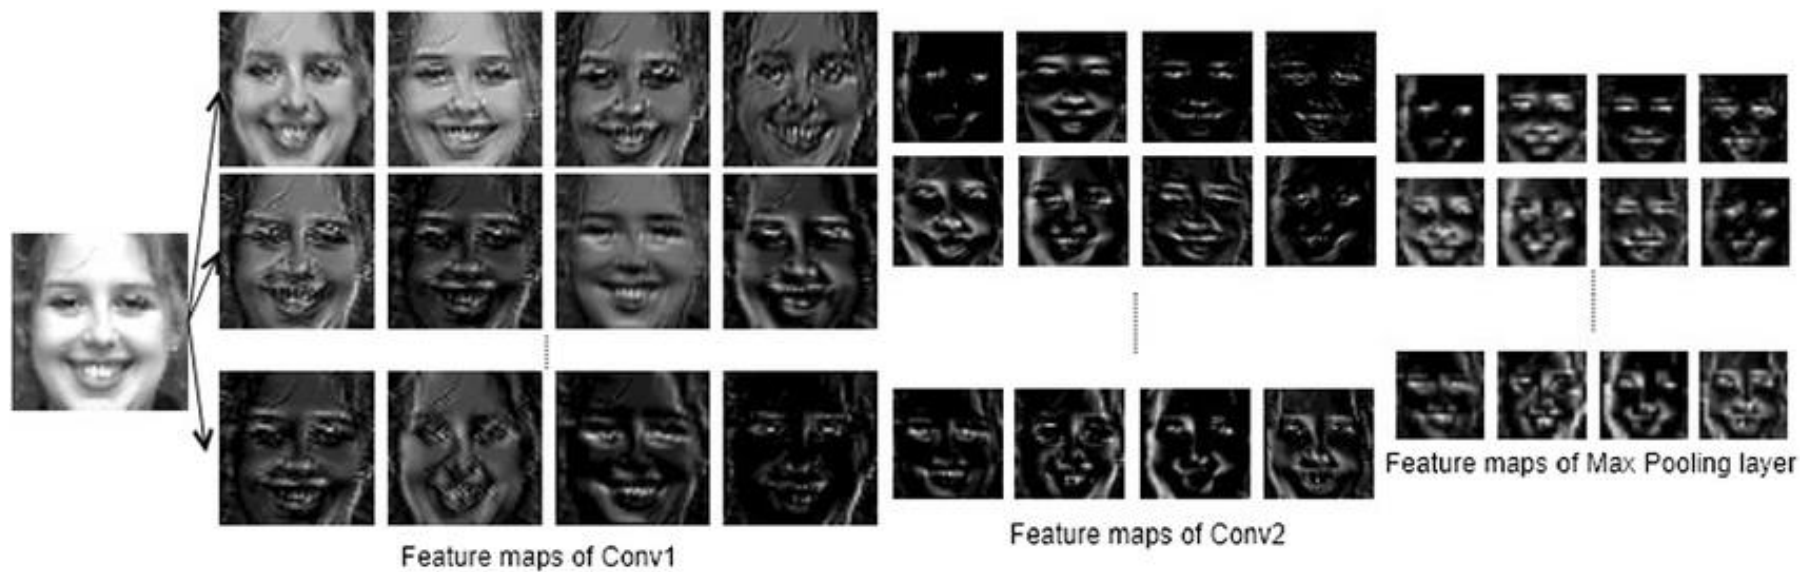 Feature maps of Conv1
Feature maps of Conv2
Feature maps of Max Pooling layer